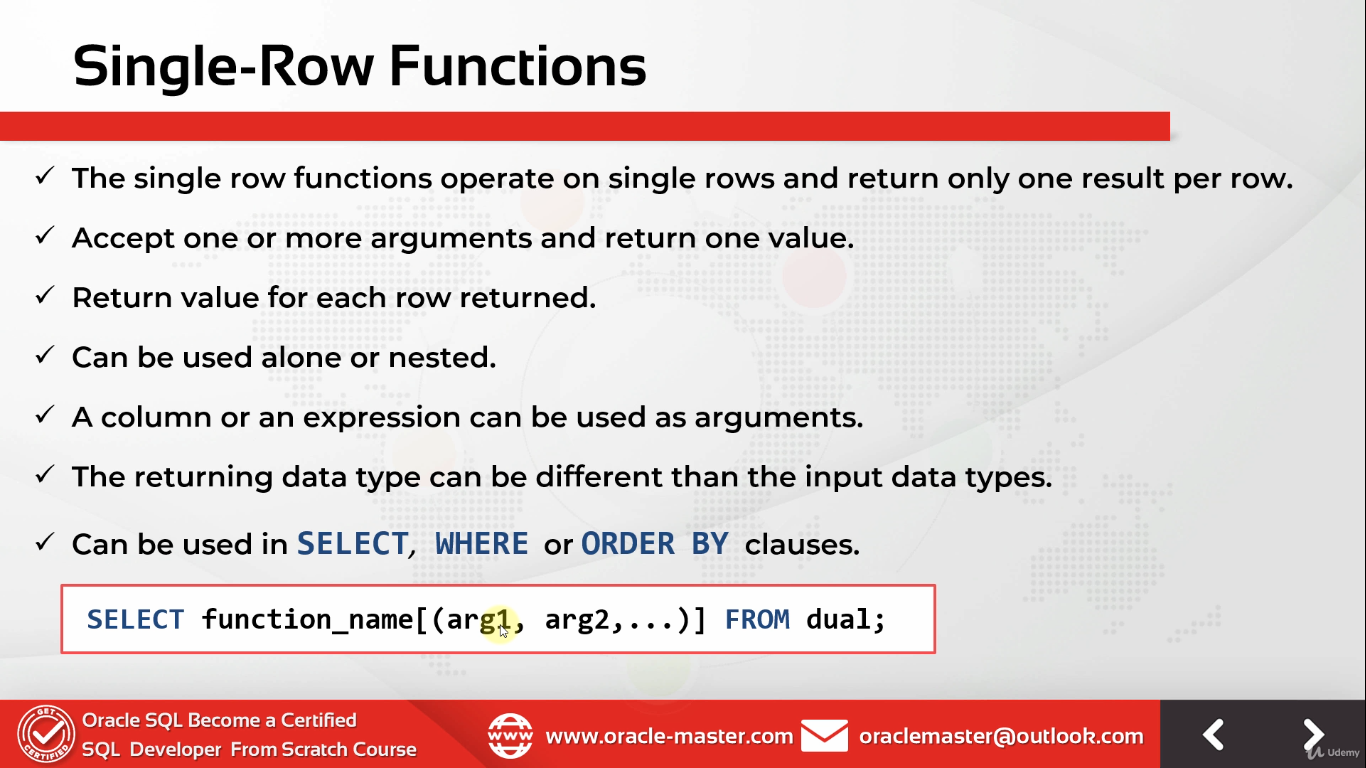 Single-Row Functions
✓ The single row functions operate on single rows and return only one result per row.
✓ Accept one or more arguments and return one value.
✓ Return value for each row returned.
✓ Can be used alone or nested.
✓ A column or an expression can be used as arguments.
✓ The returning data type can be different than the input data types.
✓ Can be used in SELECT, WHERE or ORDER BY clauses.
SELECT function_name[(arg1, arg2,...)] FROM dual;
GET CERTIFIED
Oracle SQL Become a Certified
SQL Developer From Scratch Course
www
www.oracle-master.com
oraclemaster@outlook.com
Udemy